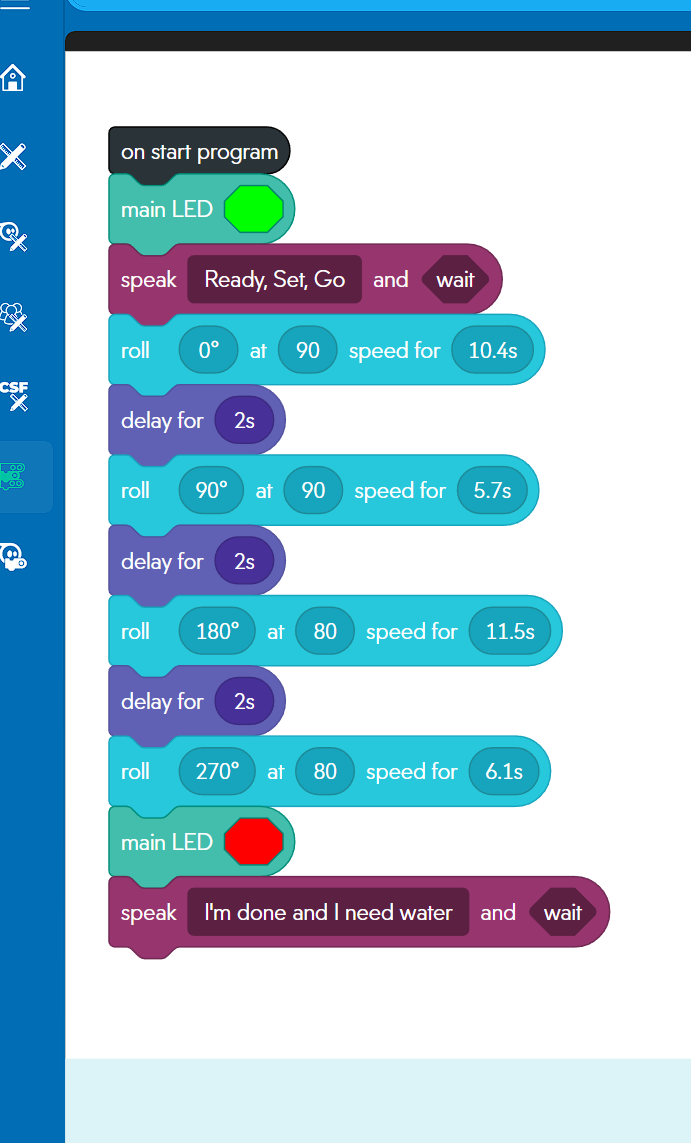 CSF
on start program
main LED
speak Ready, Set, Go and wait
roll 0° at 90 speed for 10.4s
delay for 2s
roll 90° at 90 speed for 5.7s
delay for 2s
roll 180° at 80 speed for 11.5s
delay for 2s
roll 270° at 80 speed for 6.1s
main LED
speak I'm done and I need water and wait